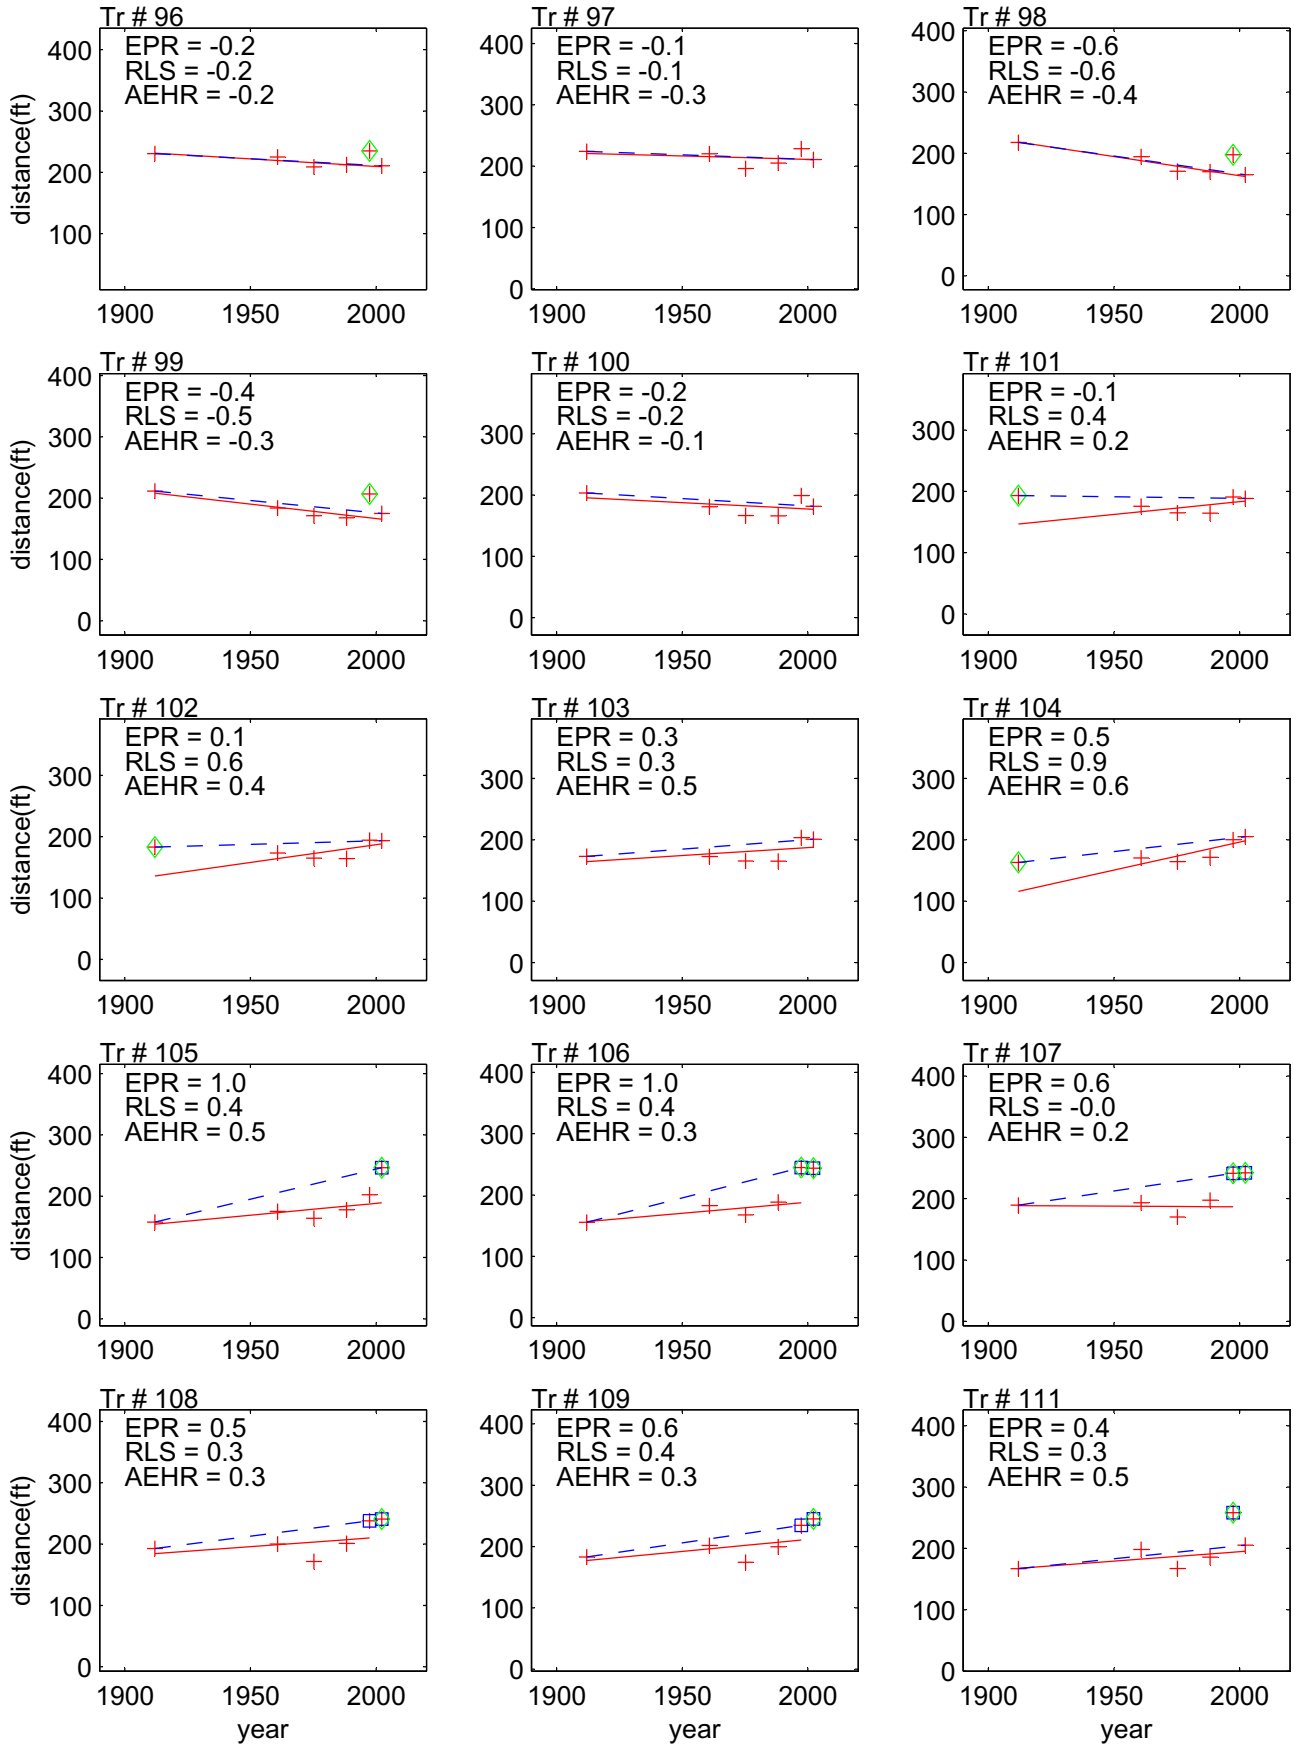 Tr # 96
EPR = -0.2
RLS = -0.2
AEHR = -0.2
400
300
200
100
distance(ft)
1900 1950 2000
Tr # 97
EPR = -0.1
RLS = -0.1
AEHR = -0.3
400
300
200
100
0
1900 1950 2000
Tr # 98
EPR = -0.6
RLS = -0.6
AEHR = -0.4
400
300
200
100
0
1900 1950 2000
Tr # 99
EPR = -0.4
RLS = -0.5
AEHR = -0.3
400
300
200
100
0
distance(ft)
1900 1950 2000
Tr # 100
EPR = -0.2
RLS = -0.2
AEHR = -0.1
300
200
100
0
1900 1950 2000
Tr # 101
EPR = -0.1
RLS = 0.4
AEHR = 0.2
300
200
100
0
1900 1950 2000
Tr # 102
EPR = 0.1
RLS = 0.6
AEHR = 0.4
300
200
100
0
distance(ft)
1900 1950 2000
Tr # 103
EPR = 0.3
RLS = 0.3
AEHR = 0.5
300
200
100
0
1900 1950 2000
Tr # 104
EPR = 0.5
RLS = 0.9
AEHR = 0.6
300
200
100
0
1900 1950 2000
Tr # 105
EPR = 1.0
RLS = 0.4
AEHR = 0.5
400
300
200
100
0
distance(ft)
1900 1950 2000
Tr # 106
EPR = 1.0
RLS = 0.4
AEHR = 0.3
400
300
200
100
0
1900 1950 2000
Tr # 107
EPR = 0.6
RLS = -0.0
AEHR = 0.2
400
300
200
100
0
1900 1950 2000
Tr # 108
EPR = 0.5
RLS = 0.3
AEHR = 0.3
400
300
200
100
0
distance(ft)
1900 1950 2000
year
Tr # 109
EPR = 0.6
RLS = 0.4
AEHR = 0.3
400
300
200
100
0
1900 1950 2000
year
Tr # 111
EPR = 0.4
RLS = 0.3
AEHR = 0.5
400
300
200
100
0
1900 1950 2000
year